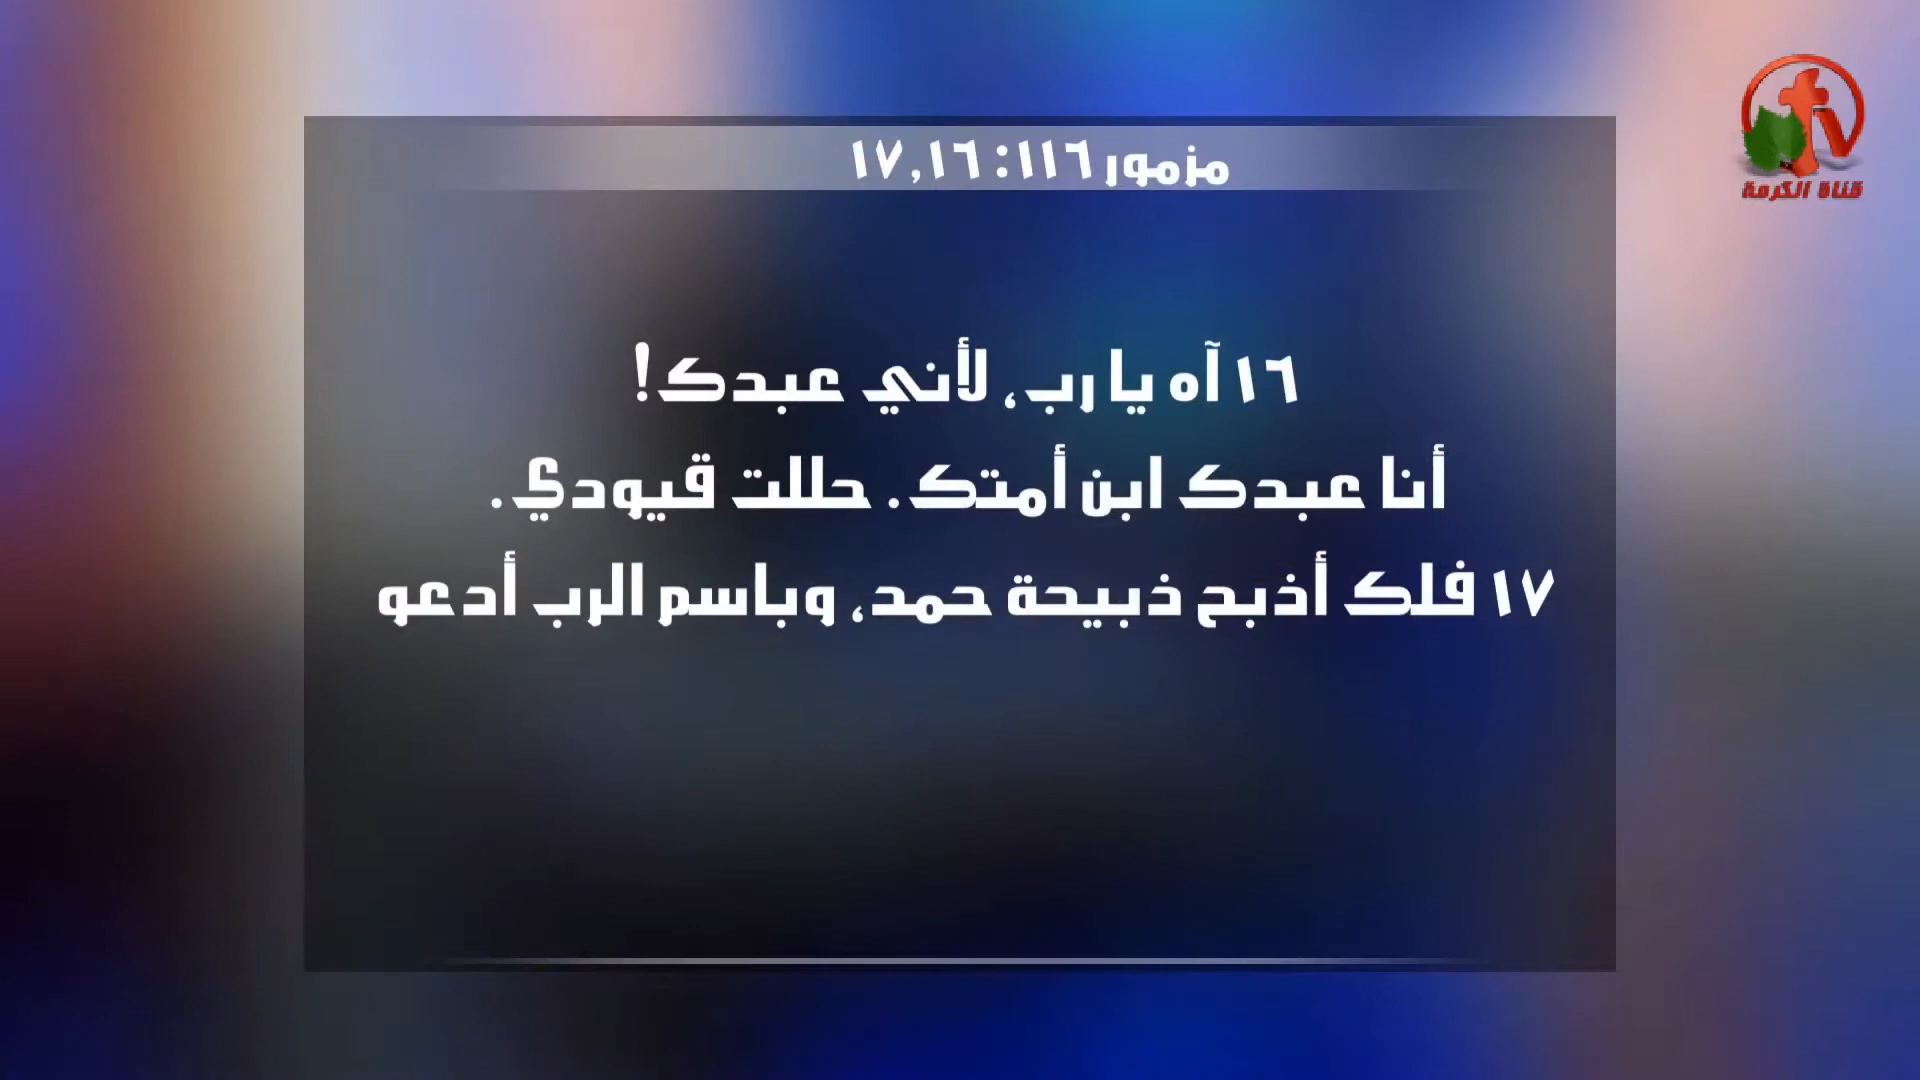 مزمور ١١٦: ١٧,١٦
١٦ آه يا رب، لأني عبدك!
أنا عبدك ابن أمتك. حللت قيودي.
١٧ فلك أذبح ذبيحة حمد، وباسم الرب أدعو
tv
قناة الكرمة